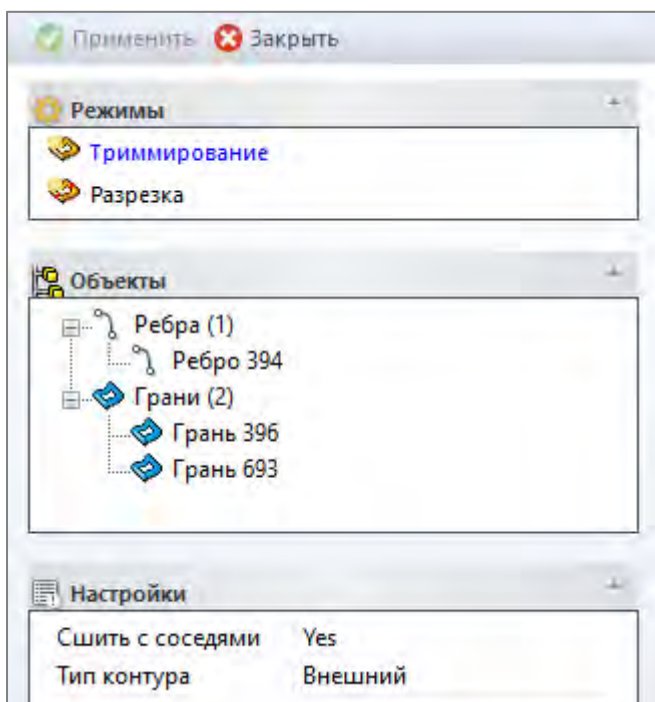 Применить Закрыть
Режимы
Триммирование
Разрезка
Объекты
Ребра (1)
Ребро 394
Грани (2)
Грань 396
Грань 693
Настройки
Сшить с соседями Yes
Тип контура Внешний